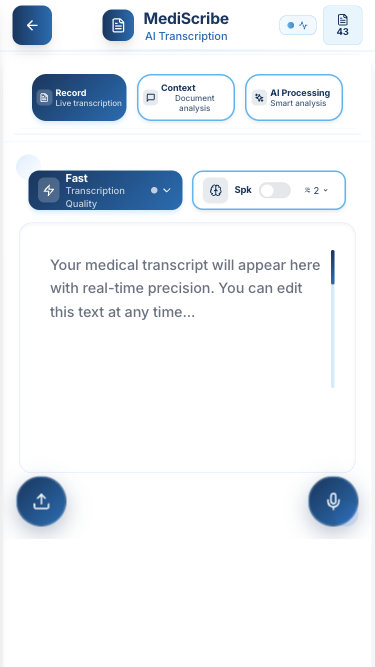 MediScribe
AI Transcription
43
Record
Live transcription
Context
Document
analysis
AI Processing
Smart analysis
Fast
Transcription
Quality
Spk
≈ 2
Your medical transcript will appear here
with real-time precision. You can edit
this text at any time...